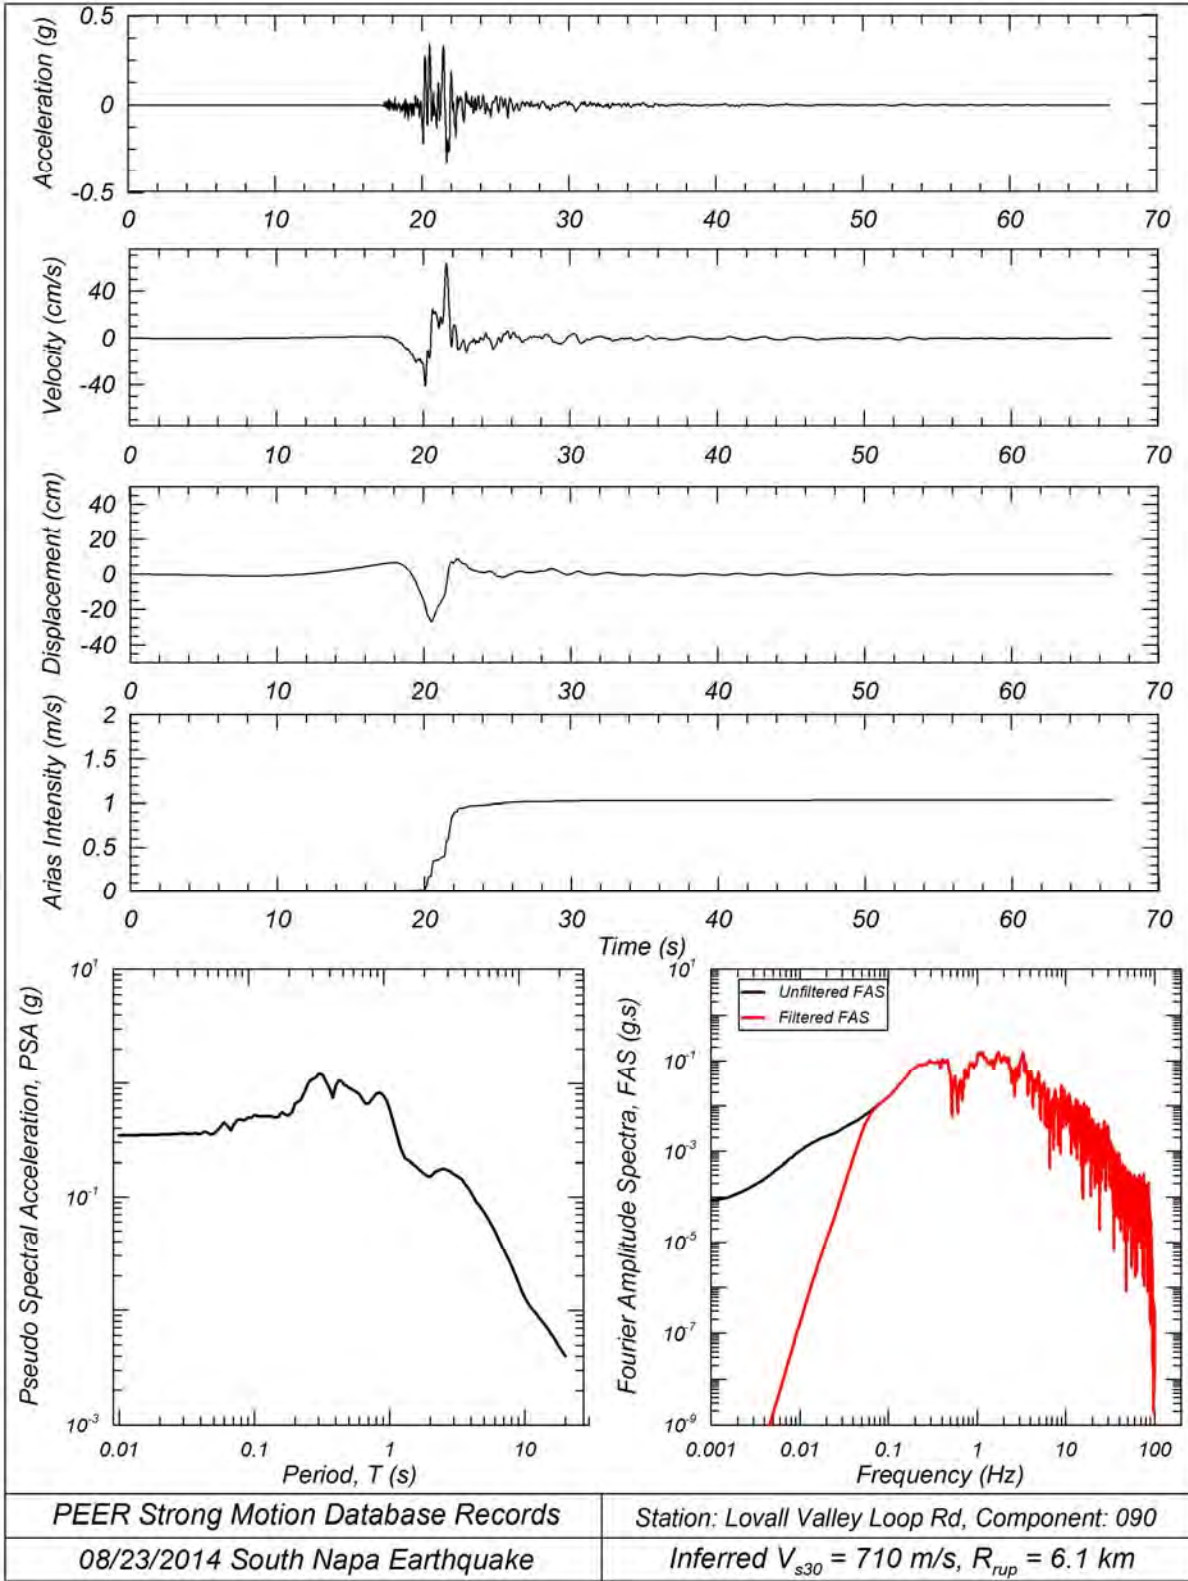 Acceleration (g)
0.5
0
-0.5
0 10 20 30 40 50 60 70
Velocity (cm/s)
40
0
-40
0 10 20 30 40 50 60 70
Displacement (cm)
40
20
0
-20
-40
0 10 20 30 40 50 60 70
Arias Intensity (m/s)
2
1.5
1
0.5
0
0 10 20 30 40 50 60 70
Time (s)
Pseudo Spectral Acceleration, PSA (g)
10¹
10⁻¹
10⁻³
0.01 0.1 1 10
Period, T (s)
Fourier Amplitude Spectra, FAS (g.s)
10¹
10⁻¹
10⁻³
10⁻⁵
10⁻⁷
10⁻⁹
Unfiltered FAS
Filtered FAS
0.001 0.01 0.1 1 10 100
Frequency (Hz)
PEER Strong Motion Database Records
Station: Lovall Valley Loop Rd, Component: 090
08/23/2014 South Napa Earthquake
Inferred Vs30 = 710 m/s, Rrup = 6.1 km